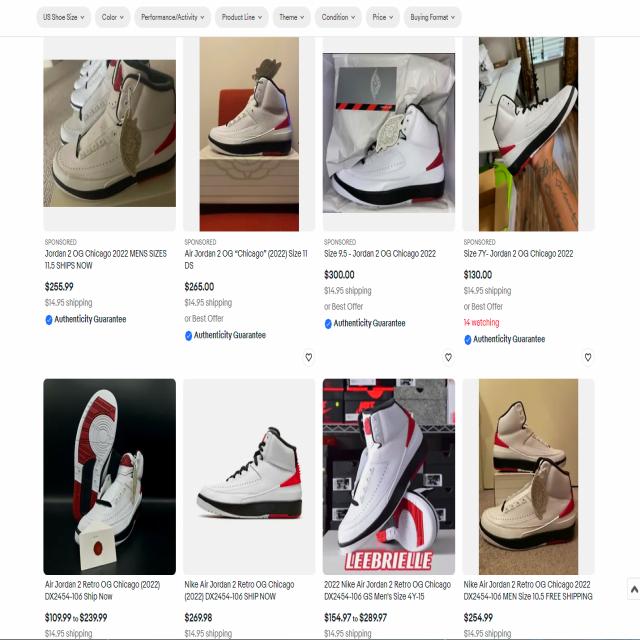 US Shoe Size
Color
Performance/Activity
Product Line
Theme
Condition
Price
Buying Format
SPONSORED
Jordan 2 OG Chicago 2022 MENS SIZES
11.5 SHIPS NOW
$255.99
$14.95 shipping
Authenticity Guarantee
SPONSORED
Air Jordan 2 OG “Chicago” (2022) Size 11
DS
$265.00
$14.95 shipping
or Best Offer
Authenticity Guarantee
SPONSORED
Size 9.5 - Jordan 2 OG Chicago 2022
$300.00
$14.95 shipping
or Best Offer
Authenticity Guarantee
SPONSORED
Size 7Y- Jordan 2 OG Chicago 2022
$130.00
$14.95 shipping
or Best Offer
14 watching
Authenticity Guarantee
Air Jordan 2 Retro OG Chicago (2022)
DX2454-106 Ship Now
$109.99 to $239.99
$14.95 shipping
Nike Air Jordan 2 Retro OG Chicago
(2022) DX2454-106 SHIP NOW
$269.98
$14.95 shipping
LEEBRIELLE
2022 Nike Air Jordan 2 Retro OG Chicago
DX2454-106 GS Men's Size 4Y-15
$154.97 to $289.97
$14.95 shipping
Nike Air Jordan 2 Retro OG Chicago 2022
DX2454-106 MEN Size 10.5 FREE SHIPPING
$254.99
$14.95 shipping